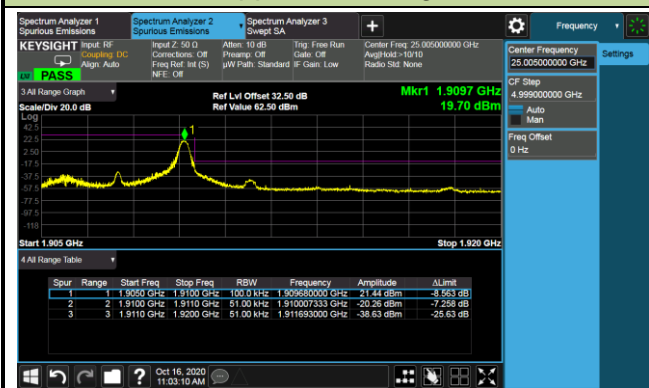 Spectrum Analyzer 1
Spurious Emissions
Spectrum Analyzer 2
Spurious Emissions
Spectrum Analyzer 3
Swept SA
+
Frequency
KEYSIGHT
Input: RF
Coupling: DC
Align: Auto
Input Z: 50 Ω
Corrections: Off
Freq Ref: Int (S)
NFE: Off
Atten: 10 dB
Preamp: Off
µW Path: Standard
Trig: Free Run
Gate: Off
IF Gain: Low
Center Freq: 25.005000000 GHz
Avg|Hold:>10/10
Radio Std: None
PASS
Center Frequency
25.005000000 GHz
Settings
CF Step
4.999000000 GHz
Auto
Man
Freq Offset
0 Hz
3 All Range Graph
Scale/Div 20.0 dB
Ref Lvl Offset 32.50 dB
Ref Value 62.50 dBm
Mkr1 1.9097 GHz
19.70 dBm
Log
42.5
22.5
2.50
-17.5
-37.5
-57.5
-77.5
-97.5
-118
1
Start 1.905 GHz
Stop 1.920 GHz
4 All Range Table
Spur Range Start Freq Stop Freq RBW Frequency Amplitude ΔLimit
1 1 1.9050 GHz 1.9100 GHz 100.0 kHz 1.909680000 GHz 21.44 dBm -8.563 dB
2 2 1.9100 GHz 1.9110 GHz 51.00 kHz 1.910007333 GHz -20.26 dBm -7.258 dB
3 3 1.9110 GHz 1.9200 GHz 51.00 kHz 1.911693000 GHz -38.63 dBm -25.63 dB
?
Oct 16, 2020
11:03:10 AM